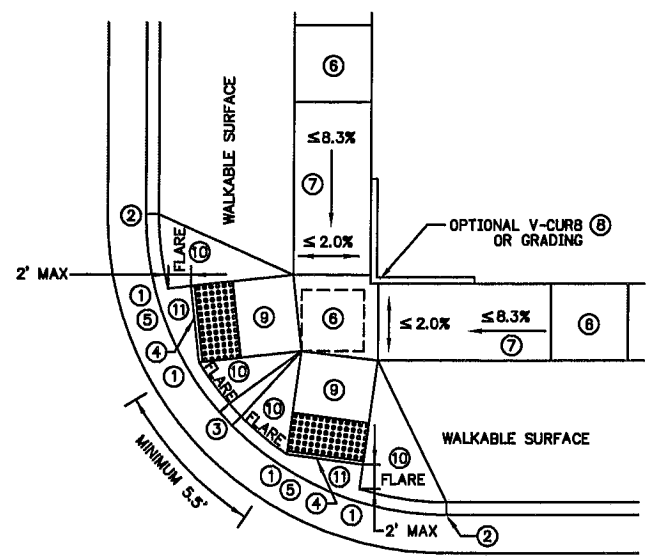 6
WALKABLE SURFACE
≤8.3%
7
2
OPTIONAL V-CURB 8
OR GRADING
FLARE
10
≤ 2.0%
2' MAX
1
5
11
9
6
≤ 2.0%
≤8.3%
7
8
4
1
10
FLARE
9
3
10
FLARE
WALKABLE SURFACE
MINIMUM 5.5'
1
5
4
11
1
10
FLARE
2' MAX
2